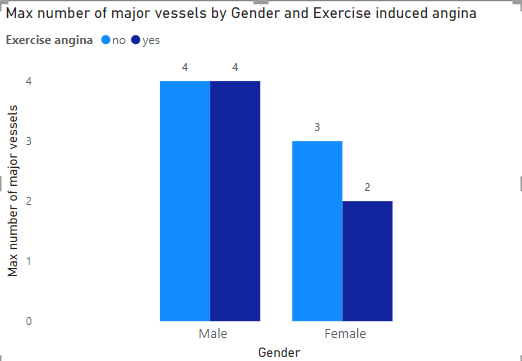 Max number of major vessels by Gender and Exercise induced angina
Exercise angina no yes
Max number of major vessels
4
3
2
1
0
4
4
3
2
Male
Female
Gender